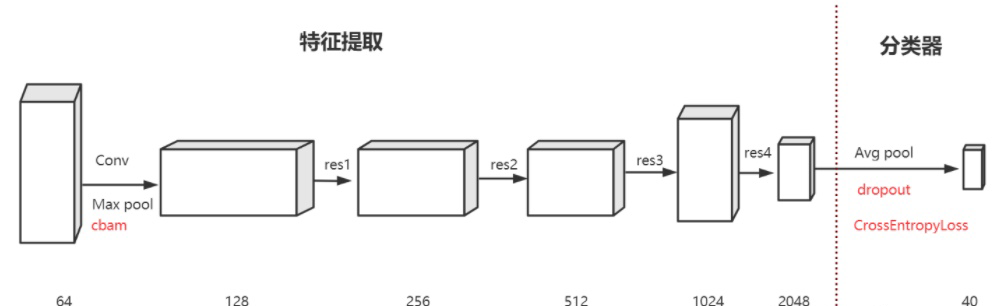 特征提取
分类器
Conv
Max pool
cbam
res1
res2
res3
res4
Avg pool
dropout
CrossEntropyLoss
64
128
256
512
1024
2048
40